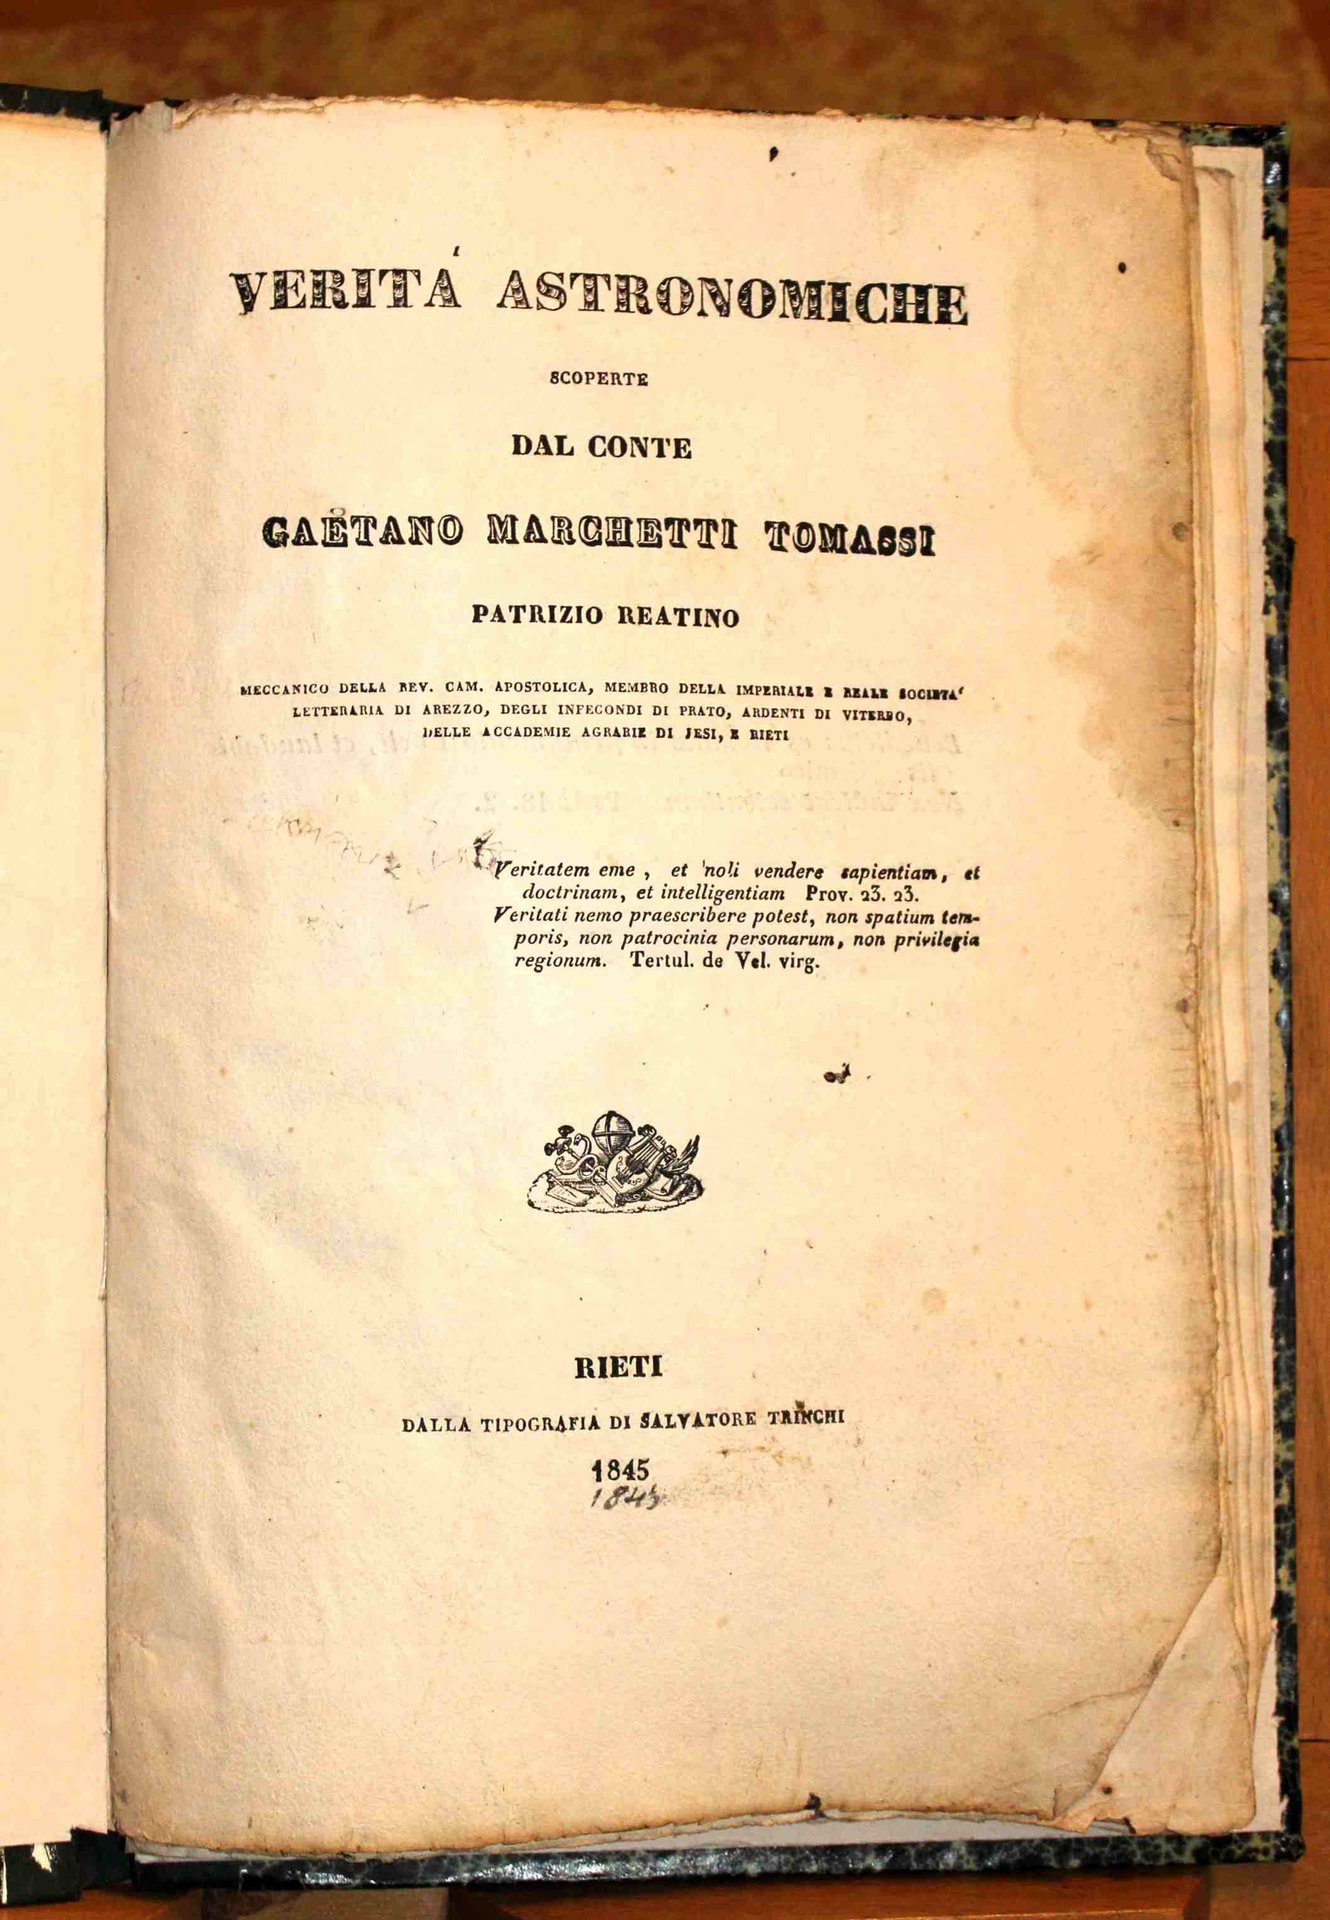 VERITÁ ASTRONOMICHE
SCOPERTE
DAL CONTE
GAËTANO MARCHETTI TOMASSI
PATRIZIO REATINO
MECCANICO DELLA REV. CAM. APOSTOLICA, MEMBRO DELLA IMPERIALE E REALE SOCIETA'
LETTERARIA DI AREZZO, DEGLI INFECONDI DI PRATO, ARDENTI DI VITERBO,
DELLE ACCADEMIE AGRARIE DI JESI, E RIETI
Veritatem eme, et noli vendere sapientiam, et
doctrinam, et intelligentiam Prov. 23. 23.
Veritati nemo praescribere potest, non spatium tem-
poris, non patrocinia personarum, non privilegia
regionum. Tertul. de Vel. virg.
RIETI
DALLA TIPOGRAFIA DI SALVATORE TRINCHI
1845
1845